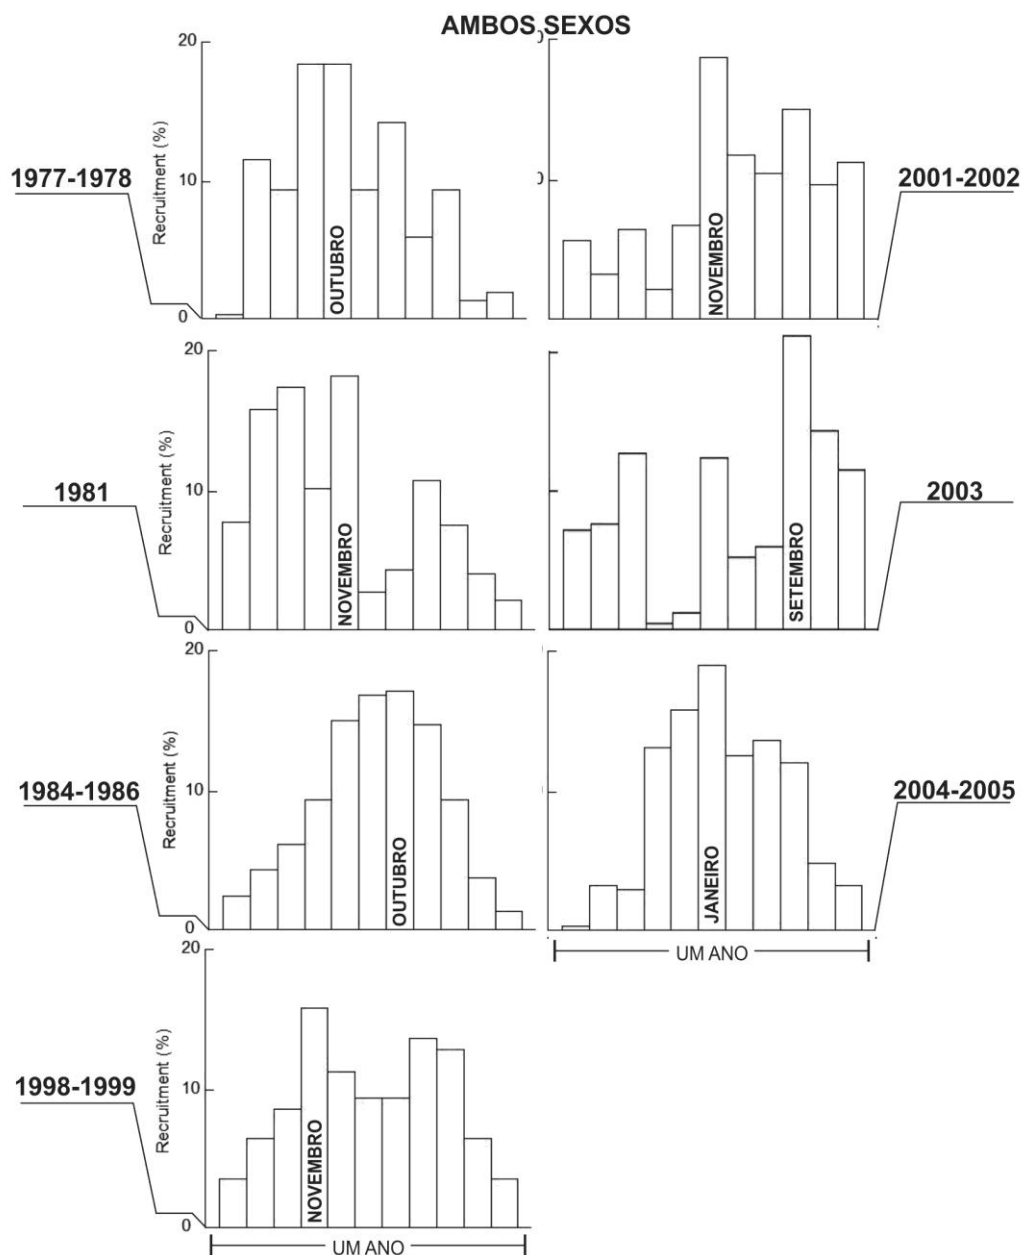 AMBOS SEXOS
1977-1978
Recruitment (%)
20
10
0
OUTUBRO
2001-2002
0
0
NOVEMBRO
1981
Recruitment (%)
20
10
0
NOVEMBRO
2003
SETEMBRO
1984-1986
Recruitment (%)
20
10
0
OUTUBRO
2004-2005
JANEIRO
UM ANO
1998-1999
Recruitment (%)
20
10
0
NOVEMBRO
UM ANO